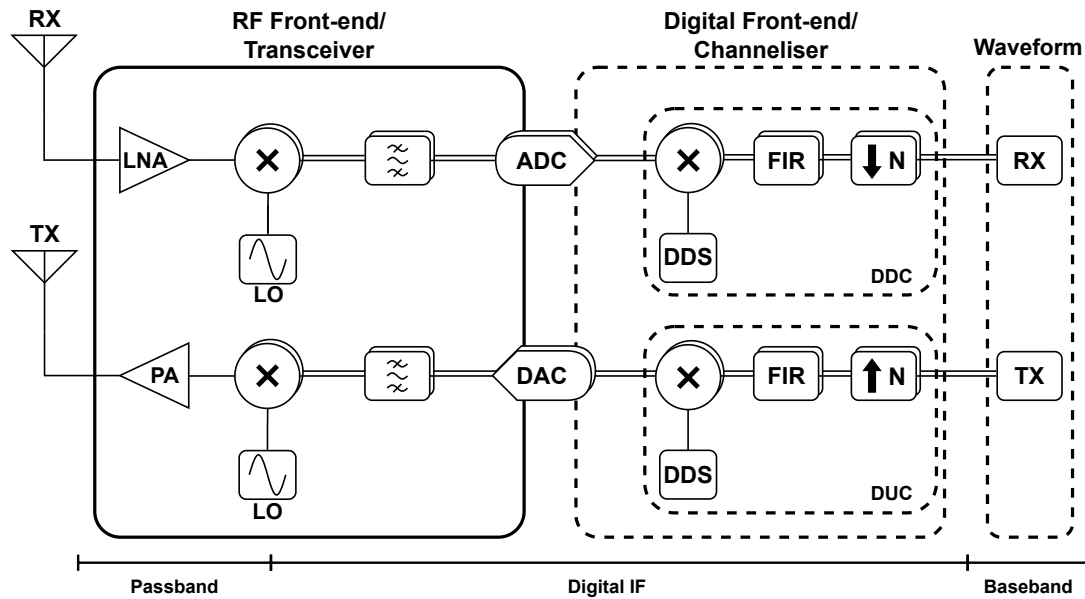 RX
RF Front-end/
Transceiver
Digital Front-end/
Channeliser
Waveform
LNA
ADC
FIR
N
RX
TX
LO
DDS
DDC
PA
DAC
FIR
N
TX
LO
DDS
DUC
Passband
Digital IF
Baseband